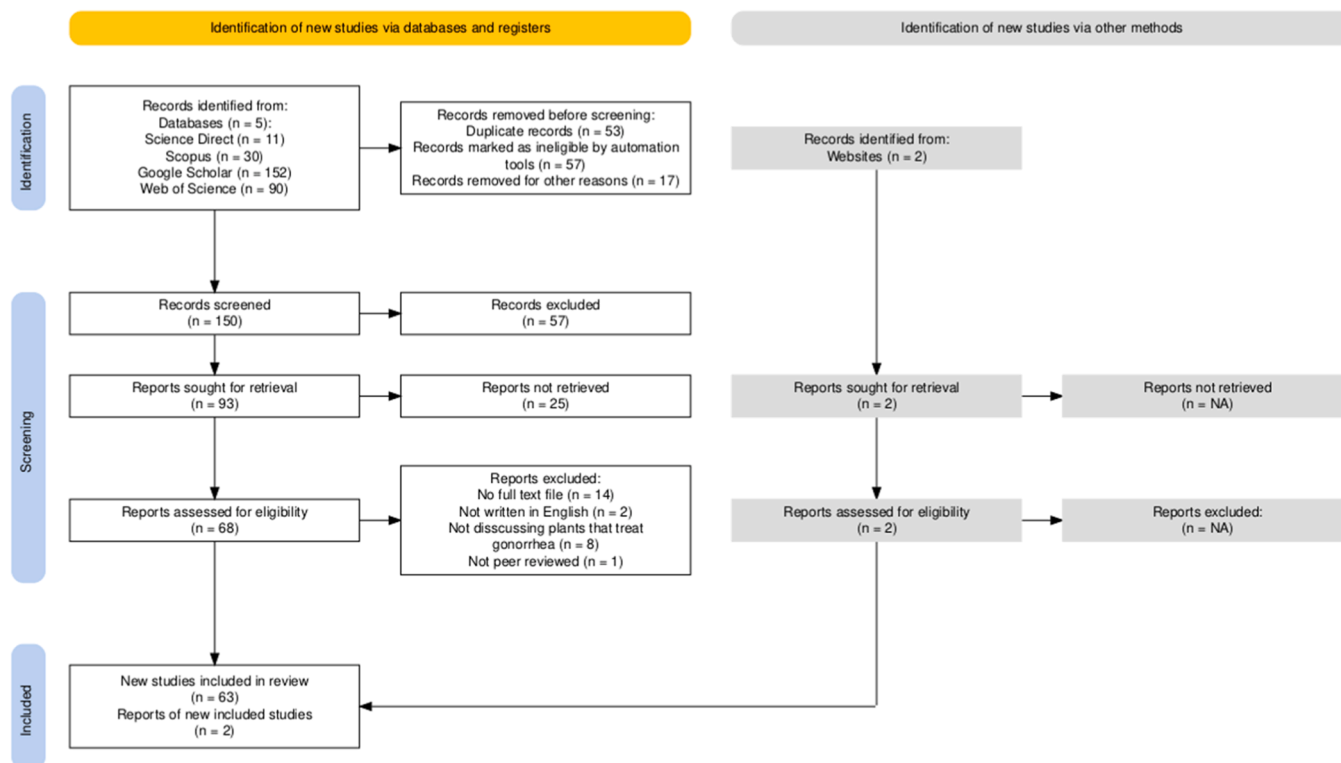 Identification of new studies via databases and registers
Identification of new studies via other methods
Identification
Records identified from:
Databases (n = 5):
Science Direct (n = 11)
Scopus (n = 30)
Google Scholar (n = 152)
Web of Science (n = 90)
Records removed before screening:
Duplicate records (n = 53)
Records marked as ineligible by automation
tools (n = 57)
Records removed for other reasons (n = 17)
Records identified from:
Websites (n = 2)
Screening
Records screened
(n = 150)
Records excluded
(n = 57)
Reports sought for retrieval
(n = 93)
Reports not retrieved
(n = 25)
Reports sought for retrieval
(n = 2)
Reports not retrieved
(n = NA)
Reports assessed for eligibility
(n = 68)
Reports excluded:
No full text file (n = 14)
Not written in English (n = 2)
Not disscussing plants that treat
gonorrhea (n = 8)
Not peer reviewed (n = 1)
Reports assessed for eligibility
(n = 2)
Reports excluded:
(n = NA)
Included
New studies included in review
(n = 63)
Reports of new included studies
(n = 2)